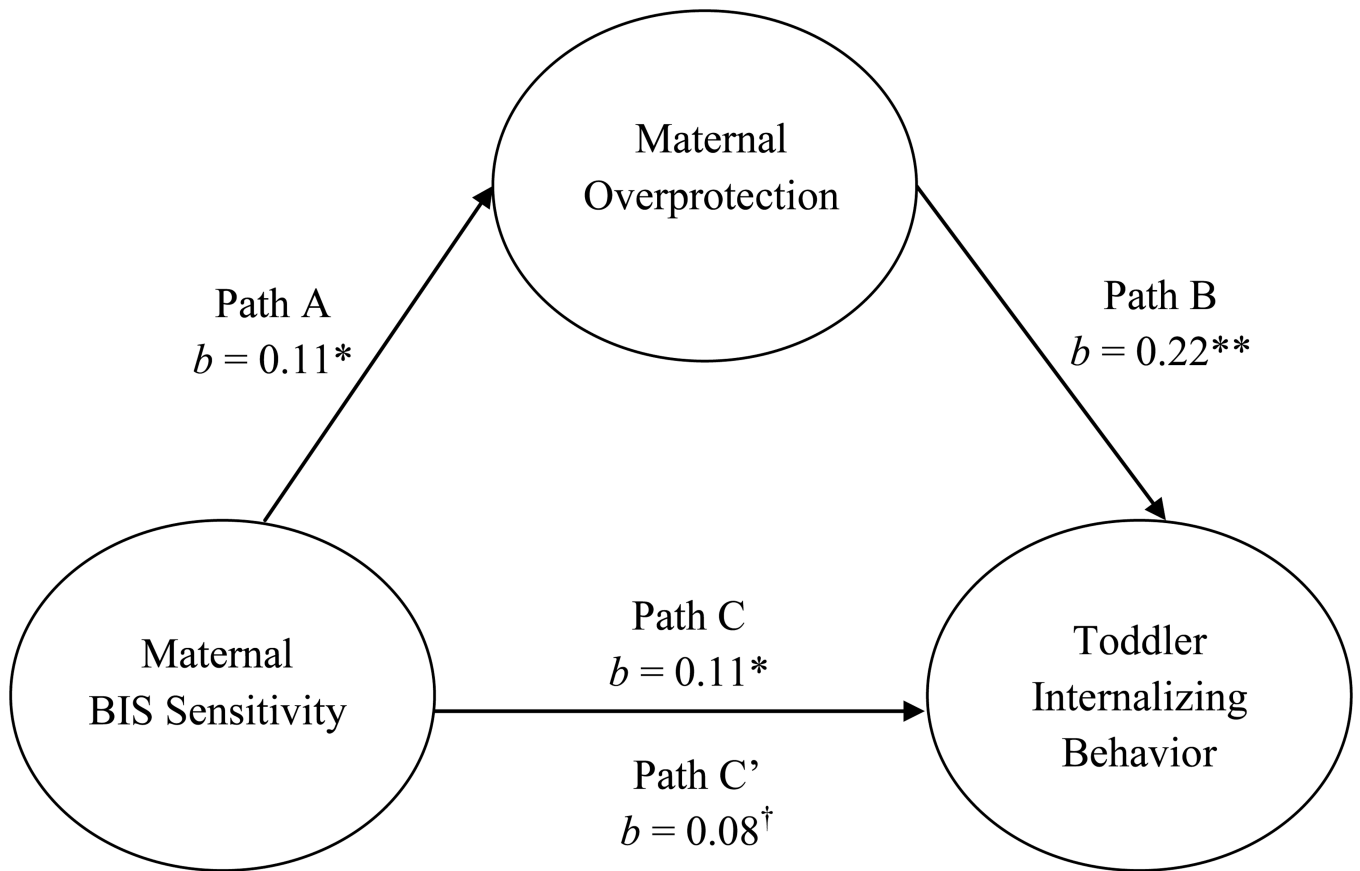 Maternal
Overprotection
Path A
b = 0.11*
Path B
b = 0.22**
Maternal
BIS Sensitivity
Path C
b = 0.11*
Path C’
b = 0.08†
Toddler
Internalizing
Behavior